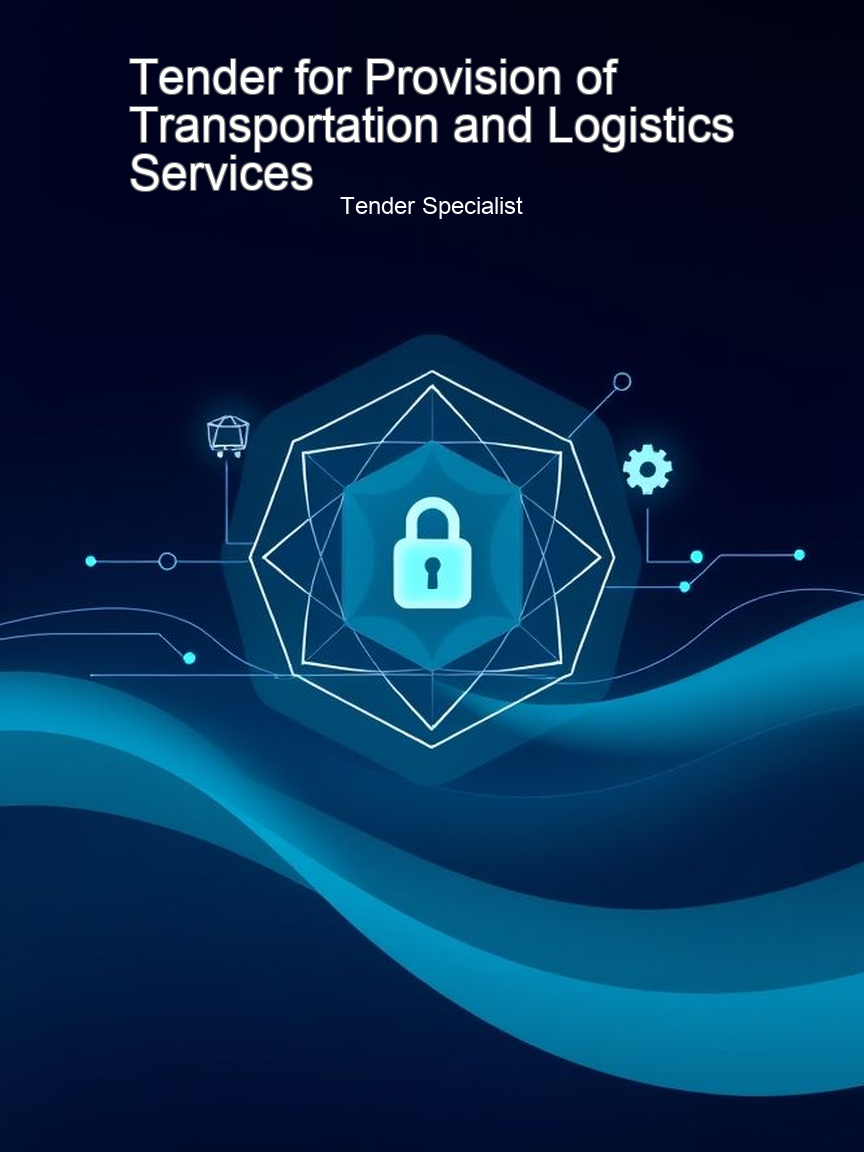 Tender for Provision of
Transportation and Logistics
Services
Tender Specialist